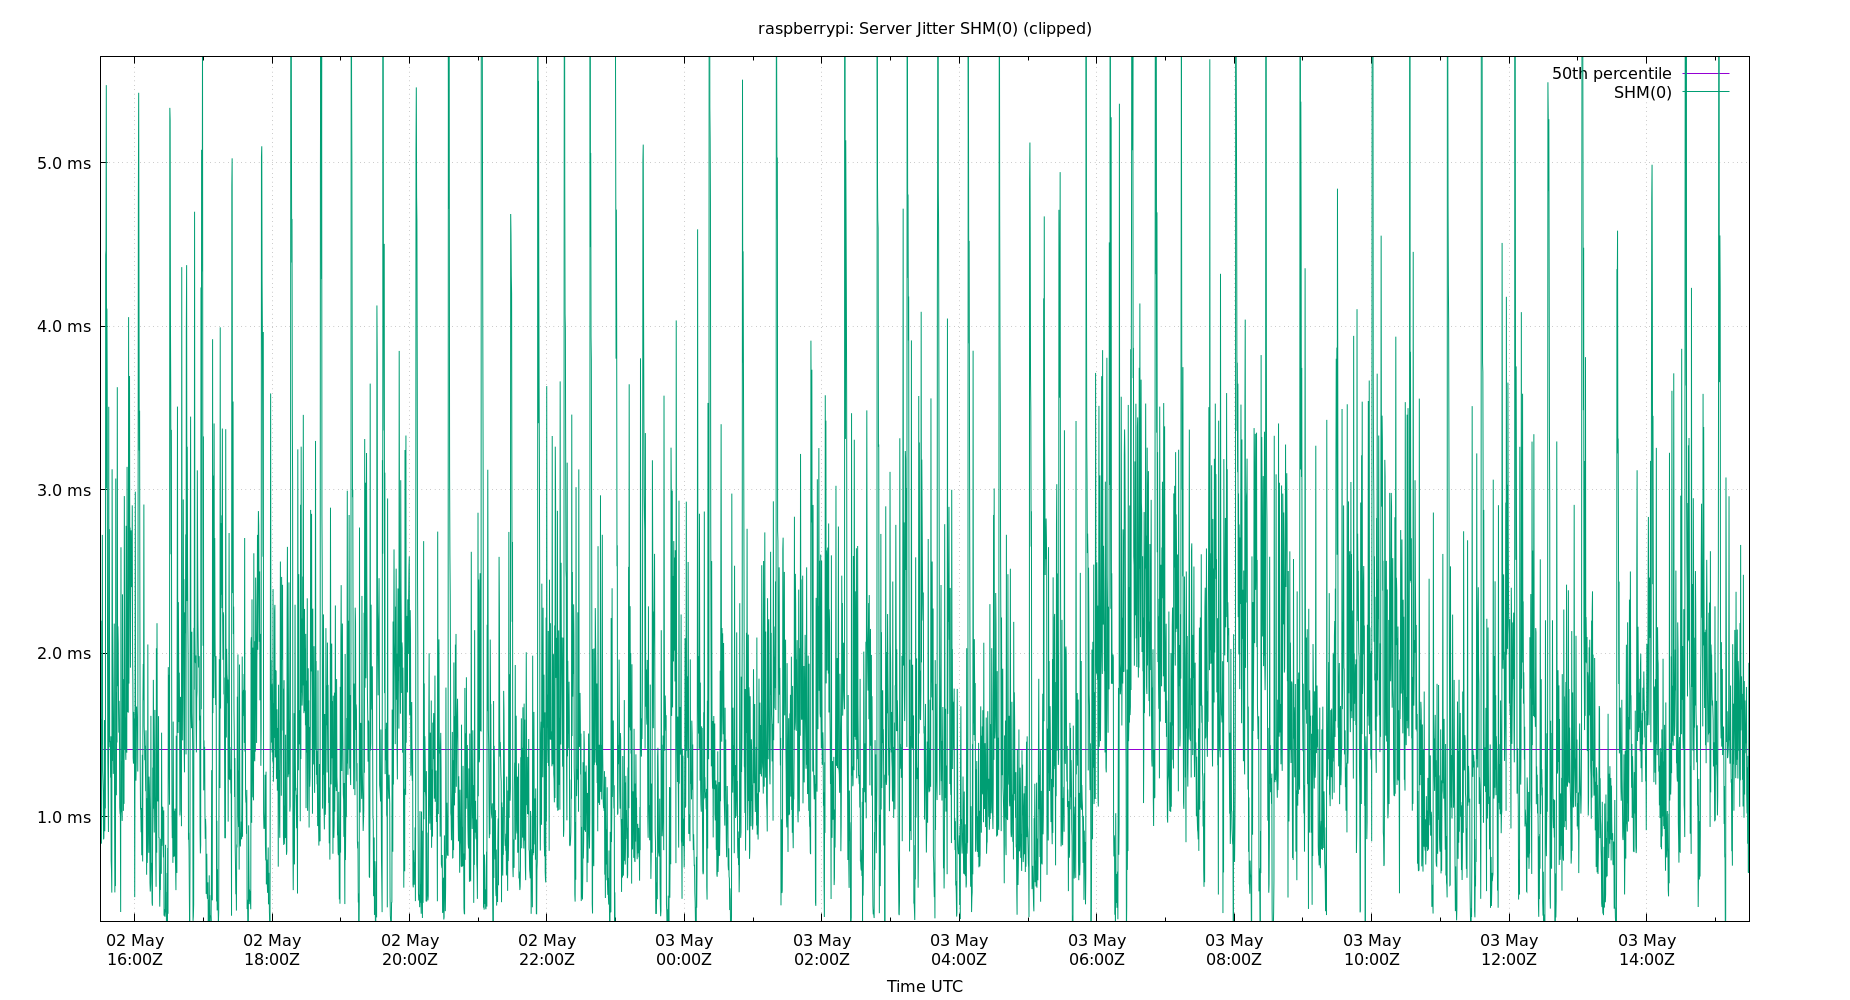 raspberrypi: Server Jitter SHM(0) (clipped)
50th percentile
SHM(0)
5.0 ms
4.0 ms
3.0 ms
2.0 ms
1.0 ms
02 May 02 May 02 May 02 May 03 May 03 May 03 May 03 May 03 May 03 May 03 May 03 May
16:00Z 18:00Z 20:00Z 22:00Z 00:00Z 02:00Z 04:00Z 06:00Z 08:00Z 10:00Z 12:00Z 14:00Z
Time UTC